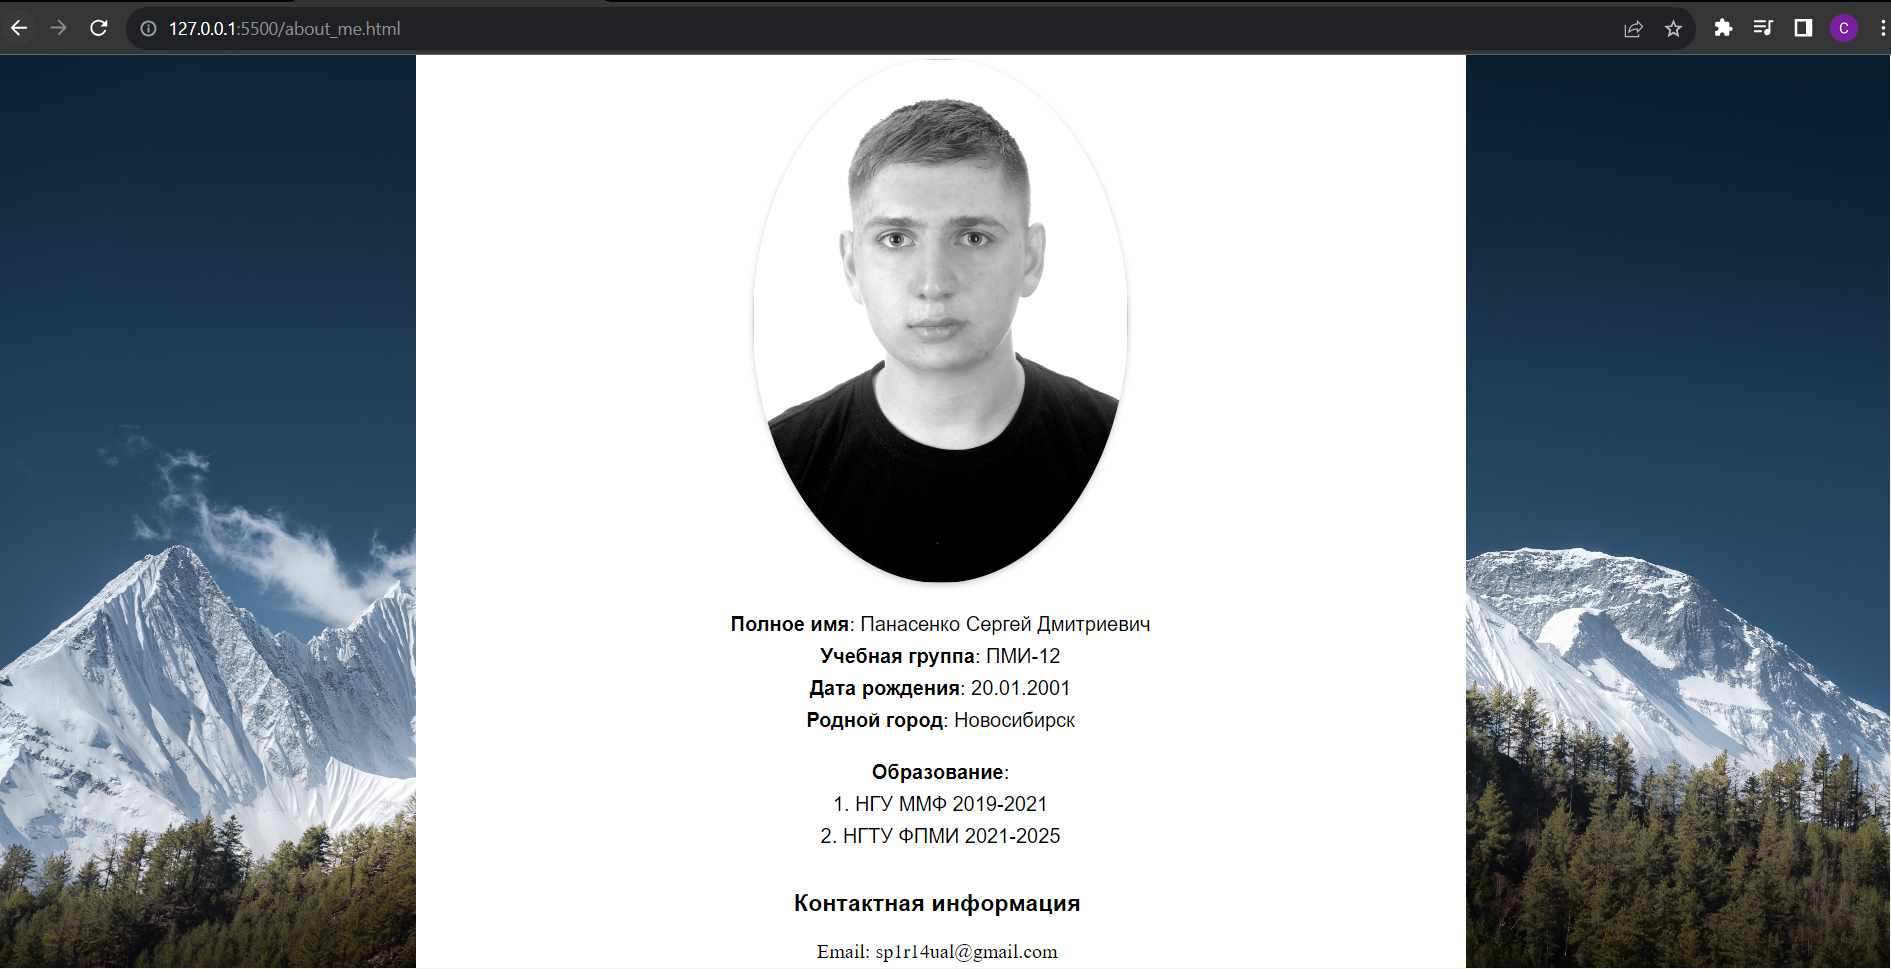 127.0.0.1:5500/about_me.html
C
Полное имя: Панасенко Сергей Дмитриевич
Учебная группа: ПМИ-12
Дата рождения: 20.01.2001
Родной город: Новосибирск
Образование:
1. НГУ ММФ 2019-2021
2. НГТУ ФПМИ 2021-2025
Контактная информация
Email: sp1r14ual@gmail.com